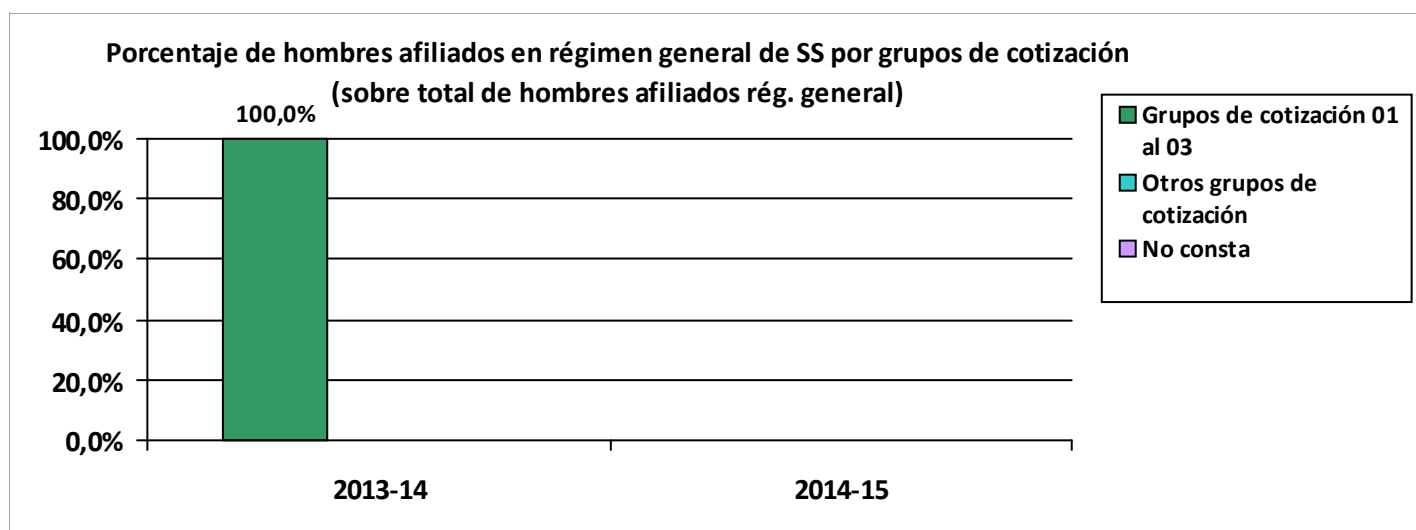 Porcentaje de hombres afiliados en régimen general de SS por grupos de cotización
(sobre total de hombres afiliados rég. general)
100,0%
100,0%
80,0%
60,0%
40,0%
20,0%
0,0%
2013-14
2014-15
Grupos de cotización 01
al 03
Otros grupos de
cotización
No consta